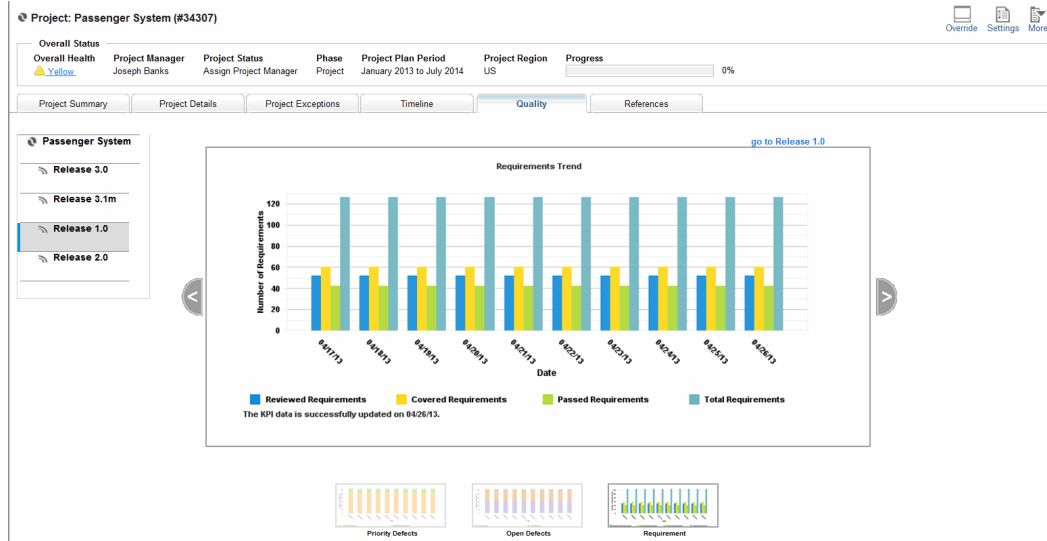 Project: Passenger System (#34307)
Override Settings More
Overall Status
Overall Health Project Manager Project Status Phase Project Plan Period Project Region Progress
Yellow Joseph Banks Assign Project Manager Project January 2013 to July 2014 US 0%
Project Summary Project Details Project Exceptions Timeline Quality References
Passenger System
Release 3.0
Release 3.1m
Release 1.0
Release 2.0
go to Release 1.0
Requirements Trend
Number of Requirements
120
100
80
60
40
20
0
04/17/13 04/18/13 04/19/13 04/20/13 04/21/13 04/22/13 04/23/13 04/24/13 04/25/13 04/26/13
Date
Reviewed Requirements Covered Requirements Passed Requirements Total Requirements
The KPI data is successfully updated on 04/26/13.
< >
Priority Defects Open Defects Requirement